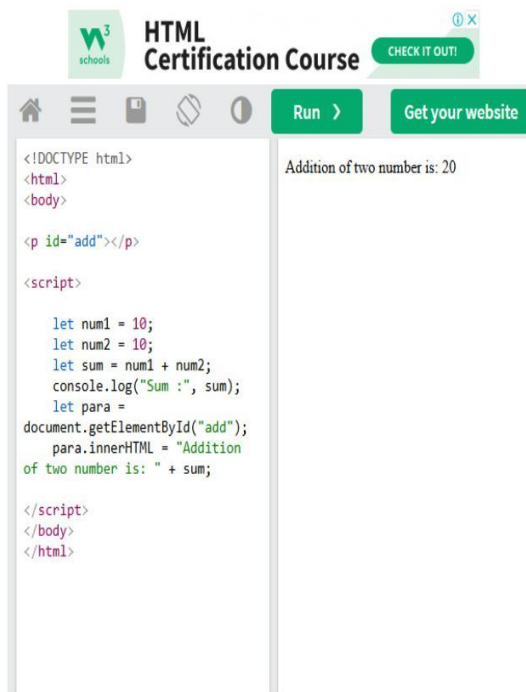 W3
schools
HTML
Certification Course
CHECK IT OUT!
Run ❯
Get your website
<!DOCTYPE html>
<html>
<body>
<p id="add"></p>
<script>
let num1 = 10;
let num2 = 10;
let sum = num1 + num2;
console.log("Sum :", sum);
let para =
document.getElementById("add");
para.innerHTML = "Addition
of two number is: " + sum;
</script>
</body>
</html>
Addition of two number is: 20